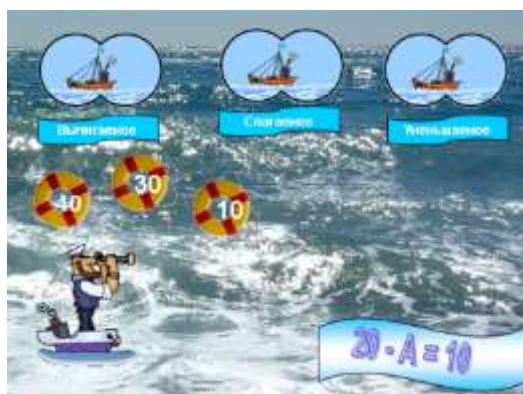 Вычитаемое
Слагаемое
Уменьшаемое
40
30
10
20 - А = 10